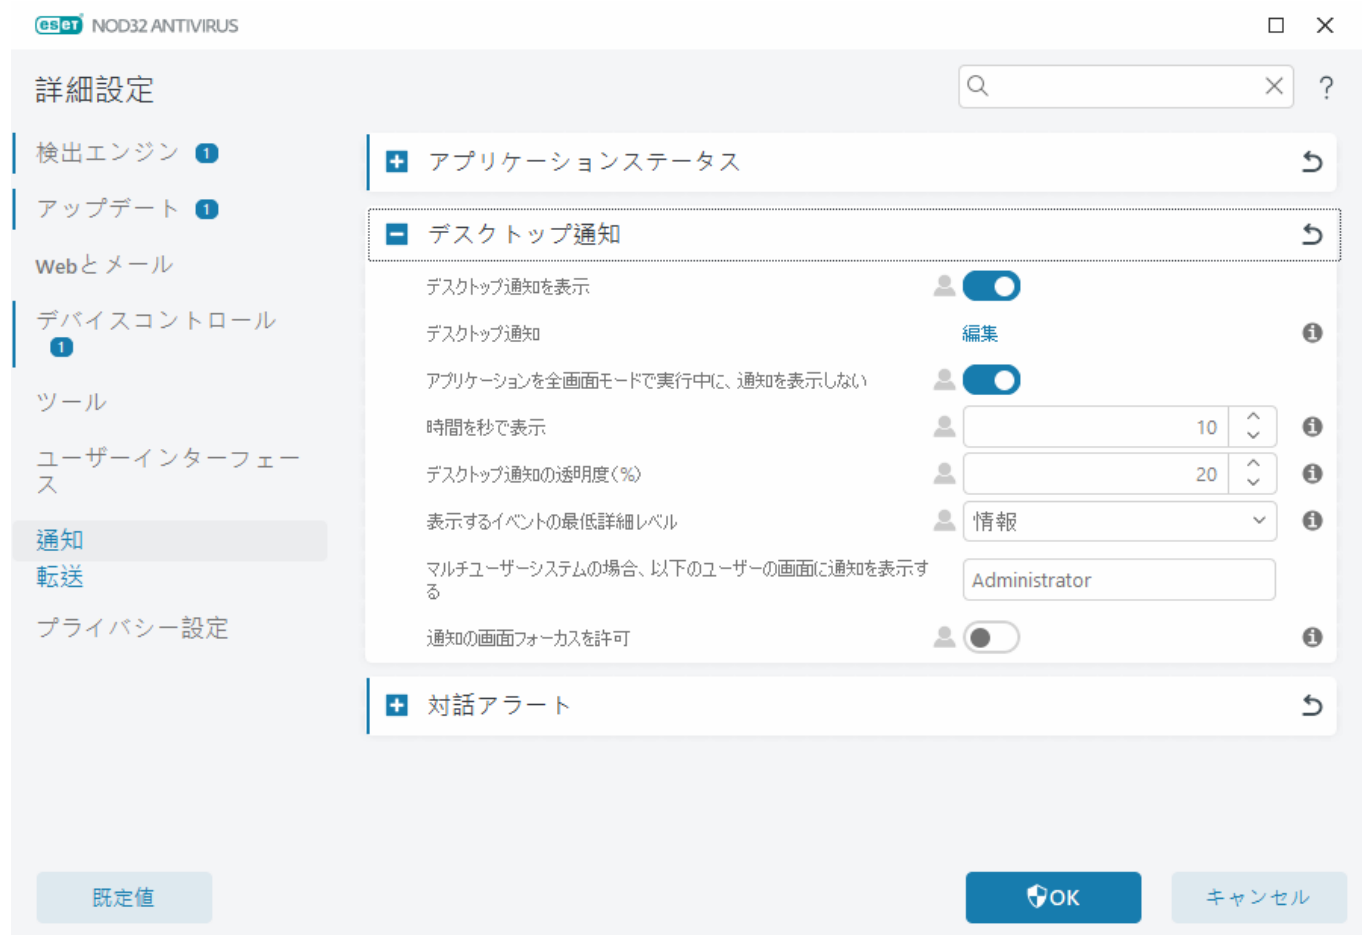 eset NOD32 ANTIVIRUS
詳細設定
?
検出エンジン 1
アップデート 1
Webとメール
デバイスコントロール
1
ツール
ユーザーインターフェー
ス
通知
転送
プライバシー設定
アプリケーションステータス
デスクトップ通知
デスクトップ通知を表示
デスクトップ通知 編集
アプリケーションを全画面モードで実行中に、通知を表示しない
時間を秒で表示 10
デスクトップ通知の透明度(%) 20
表示するイベントの最低詳細レベル 情報
マルチユーザーシステムの場合、以下のユーザーの画面に通知を表示す
る
Administrator
通知の画面フォーカスを許可
対話アラート
既定値 OK キャンセル